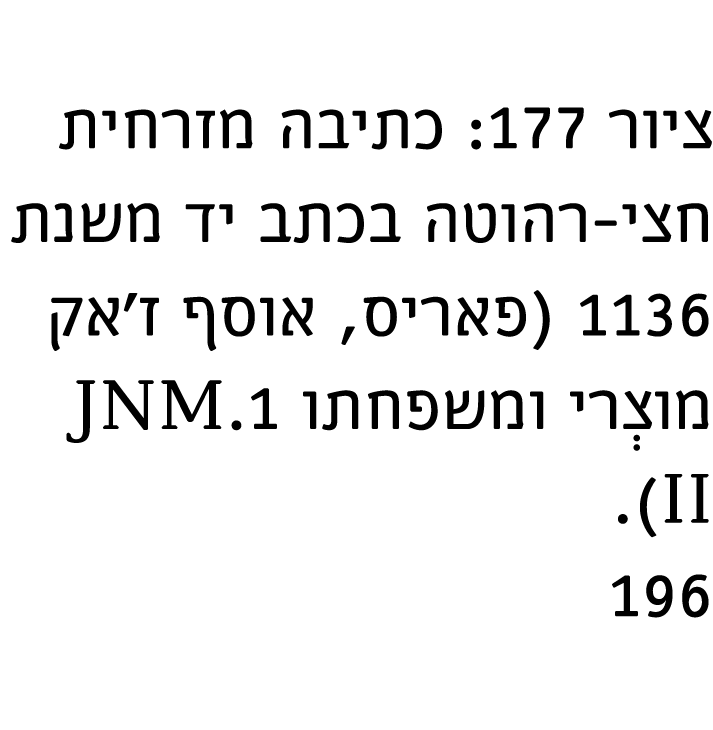 ציור 177: כתיבה מזרחית
חצי-רהוטה בכתב יד משנת
1136 (פאריס, אוסף ז'אק
מוצְרי ומשפחתו JNM.1
II).
196